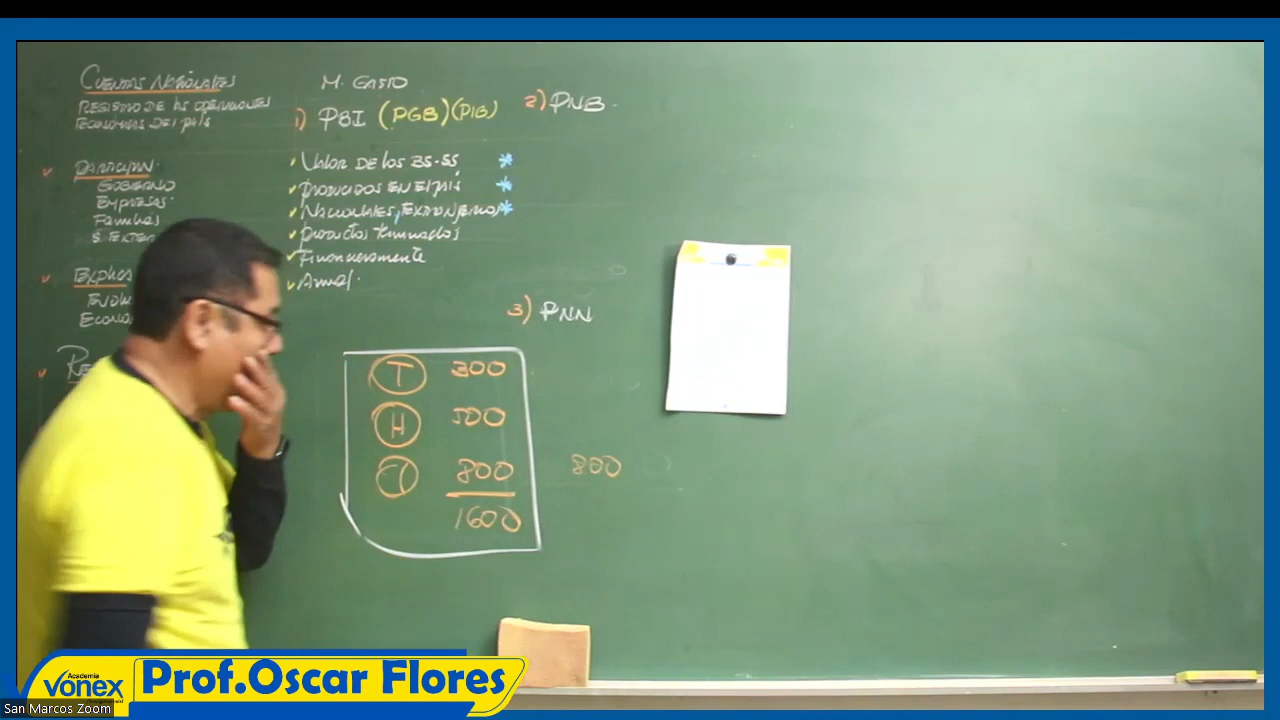 CUENTAS NACIONALES
REGISTRO DE LAS OPERACIONES
ECONOMICAS DEL PAÍS
PARTICIPAN
GOBIERNO
EMPRESAS
FAMILIAS
S. EXTER
M. GASTO
1) PBI (PGB) (PIB)
VALOR DE LOS BS-SS
PRODUCIDOS EN EL PAÍS
NACIONALES, EXTRANJEROS
PRODUCTOS TERMINADOS
FINANCIERAMENTE
ANUAL
2) PNB
3) PNN
T 300
H 500
800
1600
800
Academia
Vonex
Prof.Oscar Flores
San Marcos Zoom